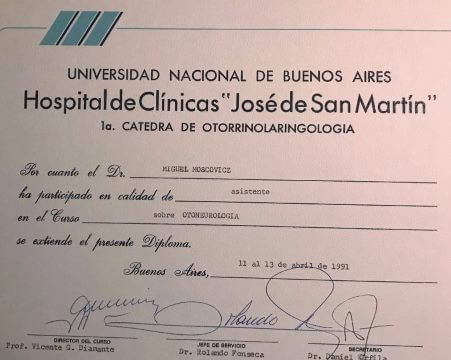 UNIVERSIDAD NACIONAL DE BUENOS AIRES
Hospital de Clínicas "José de San Martín"
1a. CATEDRA DE OTORRINOLARINGOLOGIA
Por cuanto el Dr. MIGUEL MOSCOVICZ
ha participado en calidad de asistente
en el Curso sobre OTONEUROLOGIA
se extiende el presente Diploma.
Buenos Aires, 11 al 13 de abril de 1991
DIRECTOR DEL CURSO JEFE DE SERVICIO SECRETARIO
Prof. Vicente G. Diamante Dr. Rolando Fonseca Dr. Daniel